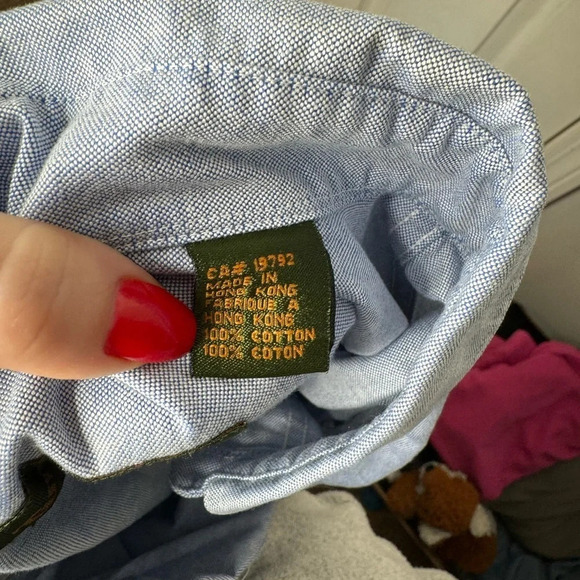 CA# 19792
MADE IN
HONG KONG
FABRIQUE A
HONG KONG
100% COTTON
100% COTON